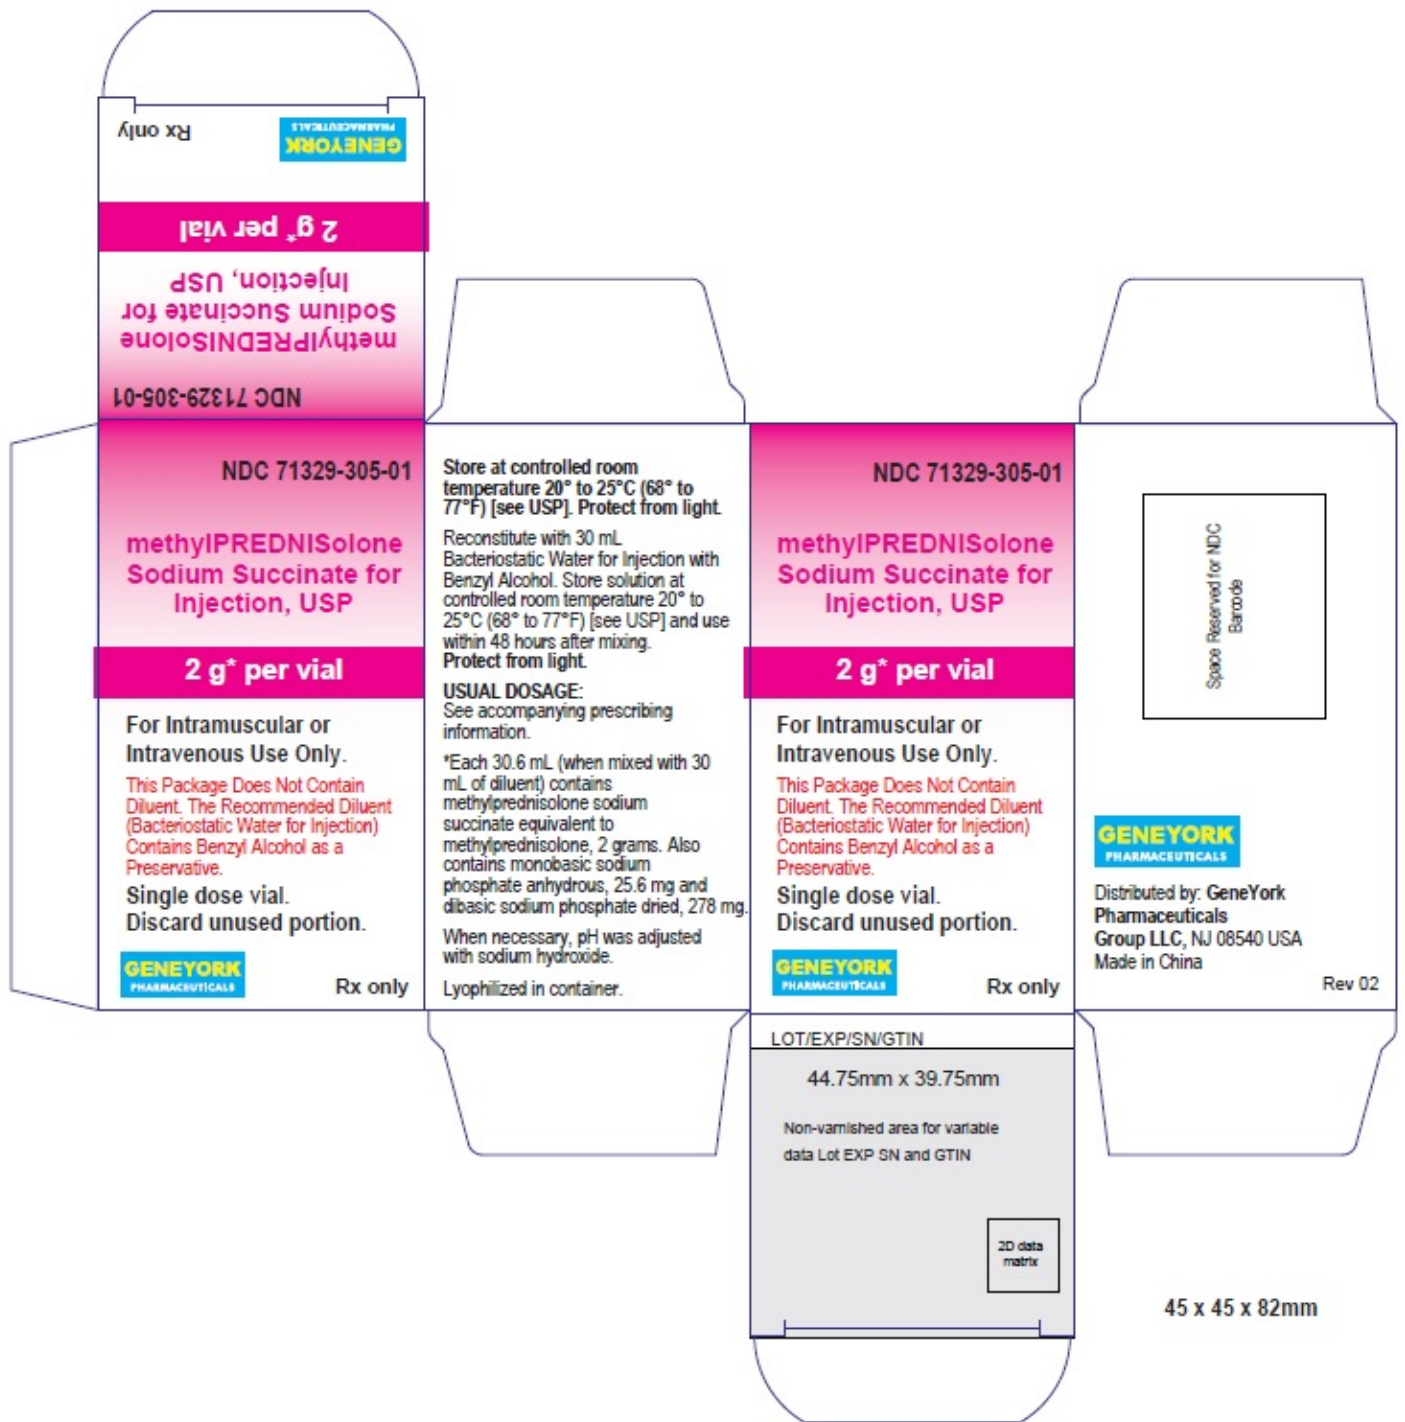 Rx only
GENEYORK
PHARMACEUTICALS
2 g* per vial
methylPREDNISolone
Sodium Succinate for
Injection, USP
NDC 71329-305-01
NDC 71329-305-01
methylPREDNISolone
Sodium Succinate for
Injection, USP
2 g* per vial
For Intramuscular or
Intravenous Use Only.
This Package Does Not Contain
Diluent. The Recommended Diluent
(Bacteriostatic Water for Injection)
Contains Benzyl Alcohol as a
Preservative.
Single dose vial.
Discard unused portion.
GENEYORK
PHARMACEUTICALS
Rx only
Store at controlled room
temperature 20° to 25°C (68° to
77°F) [see USP]. Protect from light.
Reconstitute with 30 mL
Bacteriostatic Water for Injection with
Benzyl Alcohol. Store solution at
controlled room temperature 20° to
25°C (68° to 77°F) [see USP] and use
within 48 hours after mixing.
Protect from light.
USUAL DOSAGE:
See accompanying prescribing
information.
*Each 30.6 mL (when mixed with 30
mL of diluent) contains
methylprednisolone sodium
succinate equivalent to
methylprednisolone, 2 grams. Also
contains monobasic sodium
phosphate anhydrous, 25.6 mg and
dibasic sodium phosphate dried, 278 mg.
When necessary, pH was adjusted
with sodium hydroxide.
Lyophilized in container.
NDC 71329-305-01
methylPREDNISolone
Sodium Succinate for
Injection, USP
2 g* per vial
For Intramuscular or
Intravenous Use Only.
This Package Does Not Contain
Diluent. The Recommended Diluent
(Bacteriostatic Water for Injection)
Contains Benzyl Alcohol as a
Preservative.
Single dose vial.
Discard unused portion.
GENEYORK
PHARMACEUTICALS
Rx only
Space Reserved for NDC
Barcode
GENEYORK
PHARMACEUTICALS
Distributed by: GeneYork
Pharmaceuticals
Group LLC, NJ 08540 USA
Made in China
Rev 02
LOT/EXP/SN/GTIN
44.75mm x 39.75mm
Non-varnished area for variable
data Lot EXP SN and GTIN
2D data
matrix
45 x 45 x 82mm